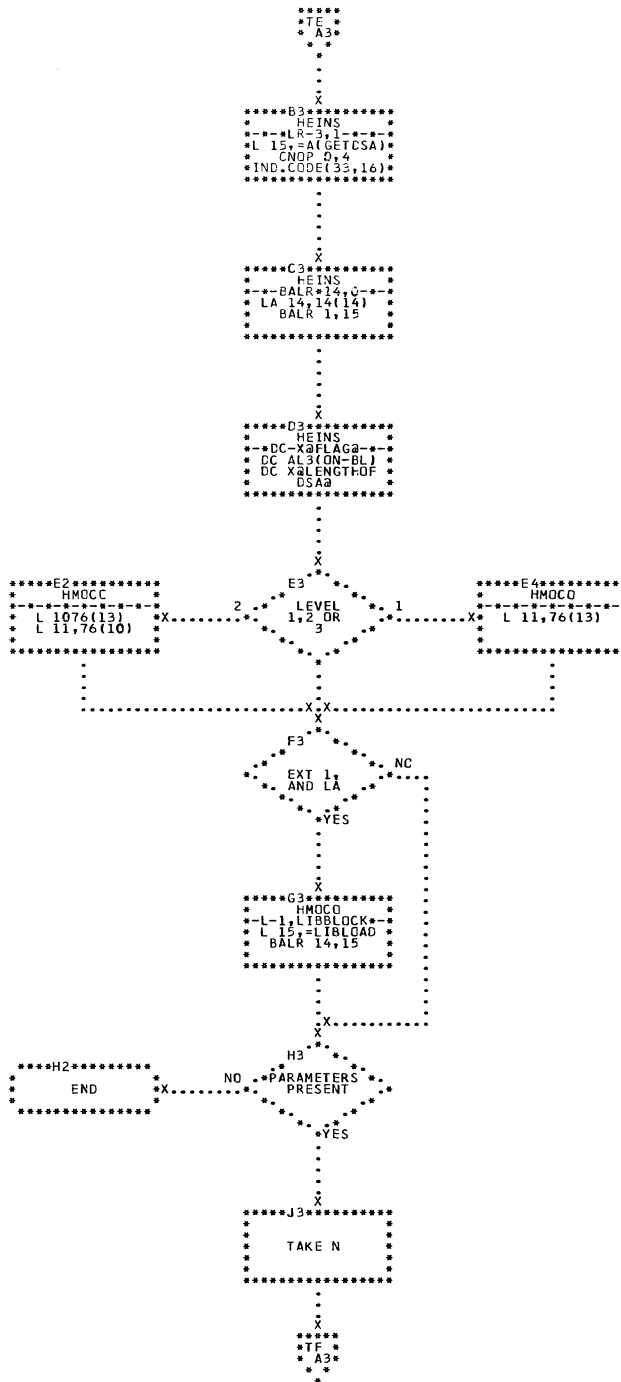 TE
A3
B3
HEINS
LR-3,1
L 15,=A(GETDSA)
CNOP 0,4
IND.CODE(33,16)
C3
HEINS
BALR 14,0
LA 14,14(14)
BALR 1,15
D3
HEINS
DC-X@FLAG@
DC AL3(ON-BL)
DC X@LENGTHOF
DSA@
E2
HMOCC
L 1076(13)
L 11,76(10)
E3
2
LEVEL
1,2 OR
3
1
E4
HMOCO
L 11,76(13)
F3
EXT 1,
AND LA
NC
YES
G3
HMOCO
L-1,LIBBLOCK
L 15,=LIBLOAD
BALR 14,15
H2
END
H3
NO
PARAMETERS
PRESENT
YES
J3
TAKE N
TF
A3